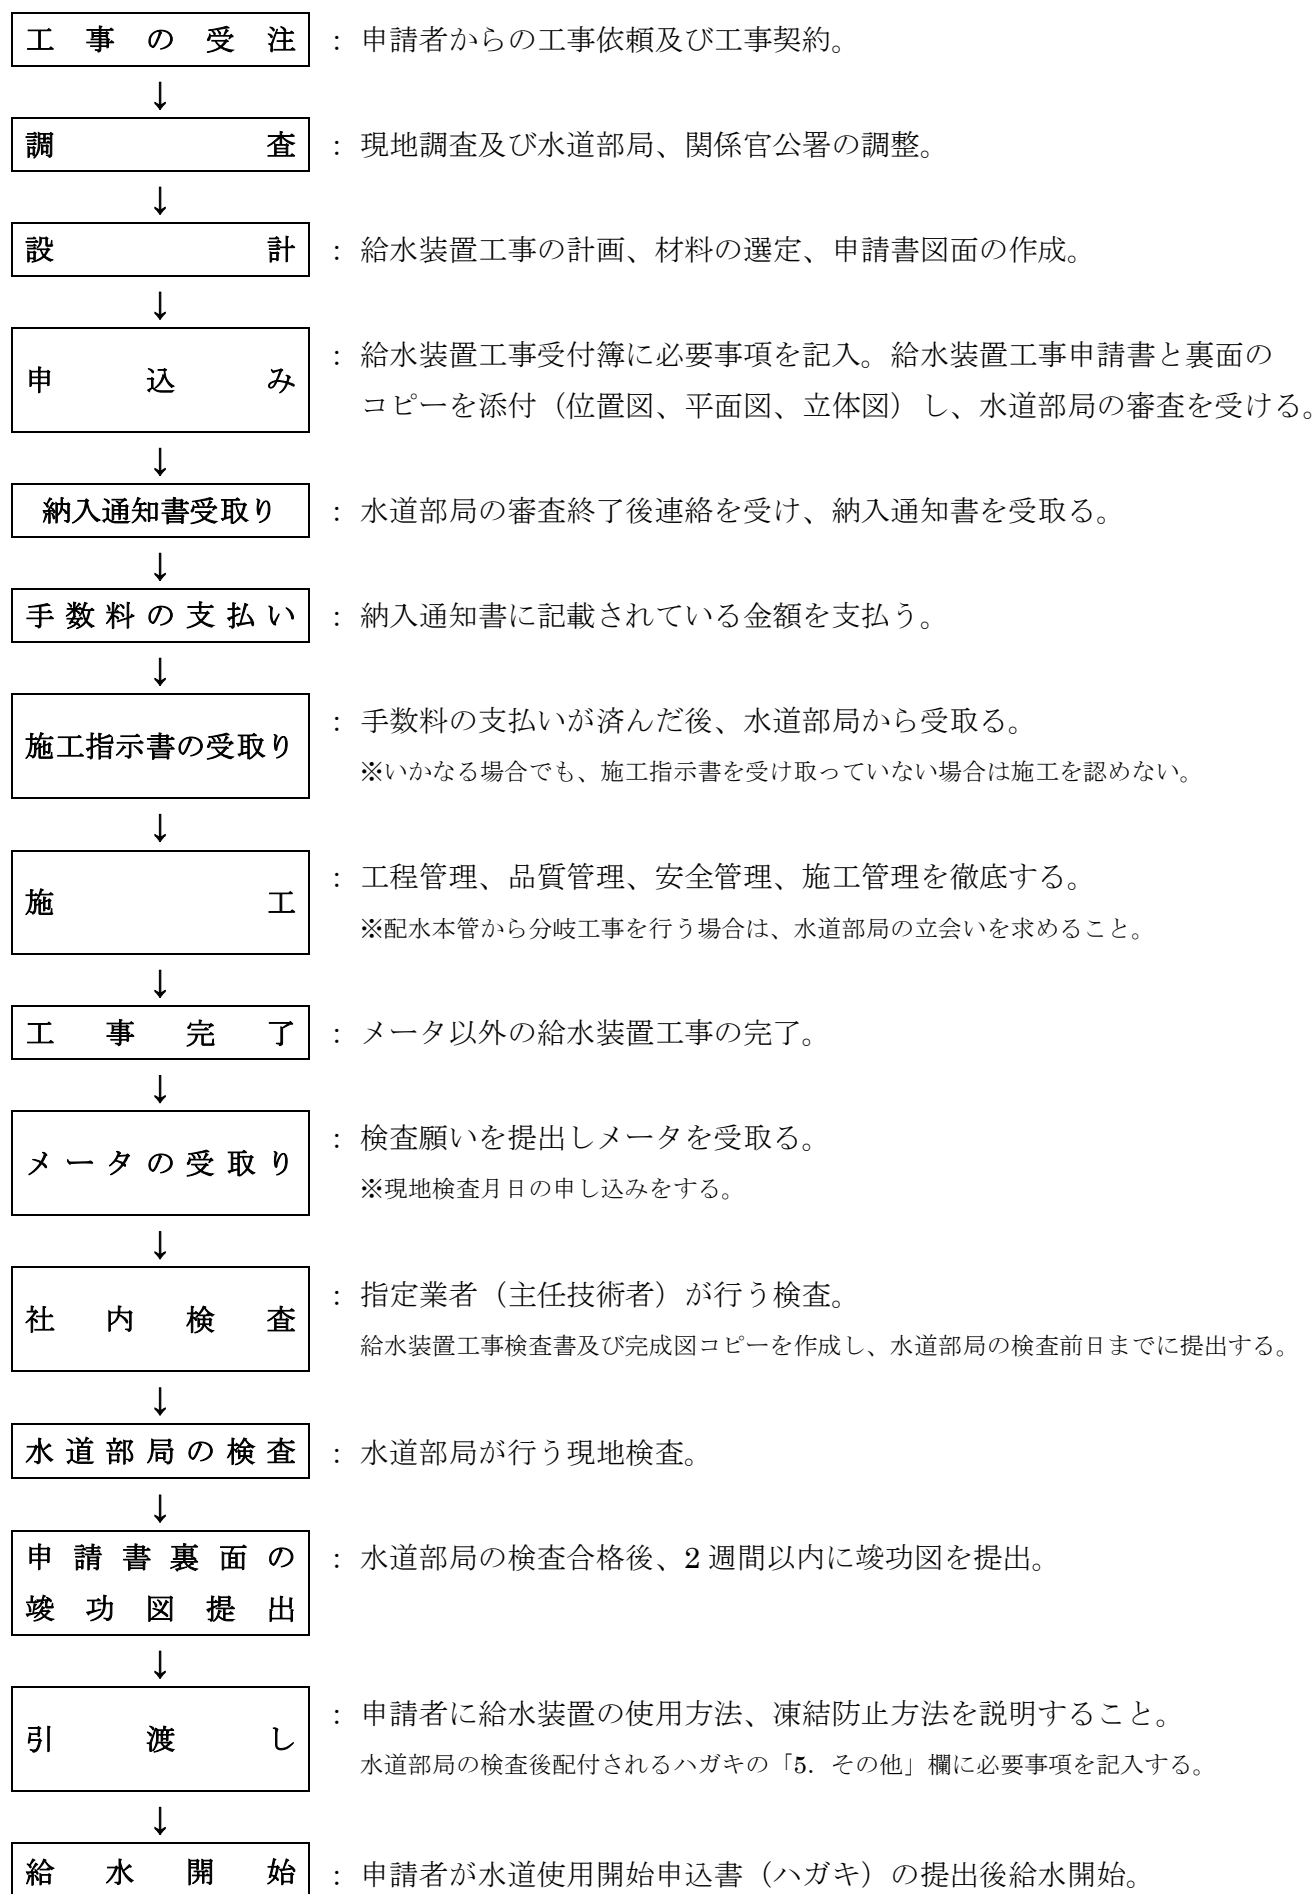 工事の受注 : 申請者からの工事依頼及び工事契約。
↓
調査 : 現地調査及び水道部局、関係官公署の調整。
↓
設計 : 給水装置工事の計画、材料の選定、申請書図面の作成。
↓
申込み : 給水装置工事受付簿に必要事項を記入。給水装置工事申請書と裏面の
コピーを添付（位置図、平面図、立体図）し、水道部局の審査を受ける。
↓
納入通知書受取り : 水道部局の審査終了後連絡を受け、納入通知書を受取る。
↓
手数料の支払い : 納入通知書に記載されている金額を支払う。
↓
施工指示書の受取り : 手数料の支払いが済んだ後、水道部局から受取る。
※いかなる場合でも、施工指示書を受け取っていない場合は施工を認めない。
↓
施工 : 工程管理、品質管理、安全管理、施工管理を徹底する。
※配水本管から分岐工事を行う場合は、水道部局の立会いを求めること。
↓
工事完了 : メータ以外の給水装置工事の完了。
↓
メータの受取り : 検査願いを提出しメータを受取る。
※現地検査月日の申し込みをする。
↓
社内検査 : 指定業者（主任技術者）が行う検査。
給水装置工事検査書及び完成図コピーを作成し、水道部局の検査前日までに提出する。
↓
水道部局の検査 : 水道部局が行う現地検査。
↓
申請書裏面の : 水道部局の検査合格後、2 週間以内に竣功図を提出。
竣功図提出
↓
引渡し : 申請者に給水装置の使用方法、凍結防止方法を説明すること。
水道部局の検査後配付されるハガキの「5．その他」欄に必要事項を記入する。
↓
給水開始 : 申請者が水道使用開始申込書（ハガキ）の提出後給水開始。